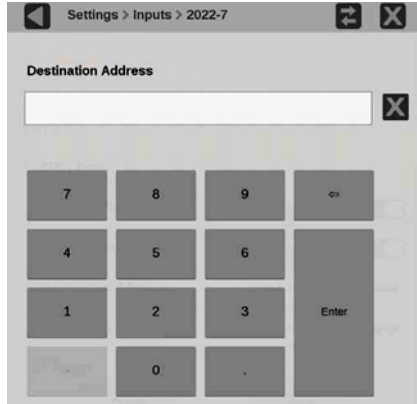 Settings > Inputs > 2022-7
Destination Address
X
7 8 9 ⇦
4 5 6
1 2 3 Enter
- 0 .